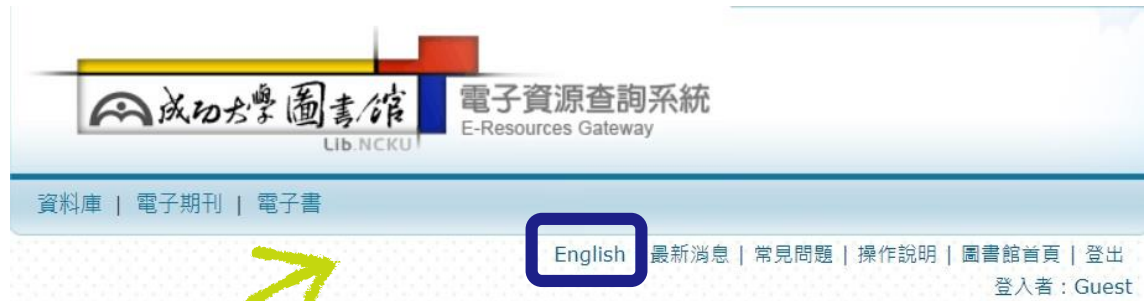 成功大學圖書館
Lib.NCKU
電子資源查詢系統
E-Resources Gateway
資料庫 | 電子期刊 | 電子書
English 最新消息 | 常見問題 | 操作說明 | 圖書館首頁 | 登出
登入者：Guest